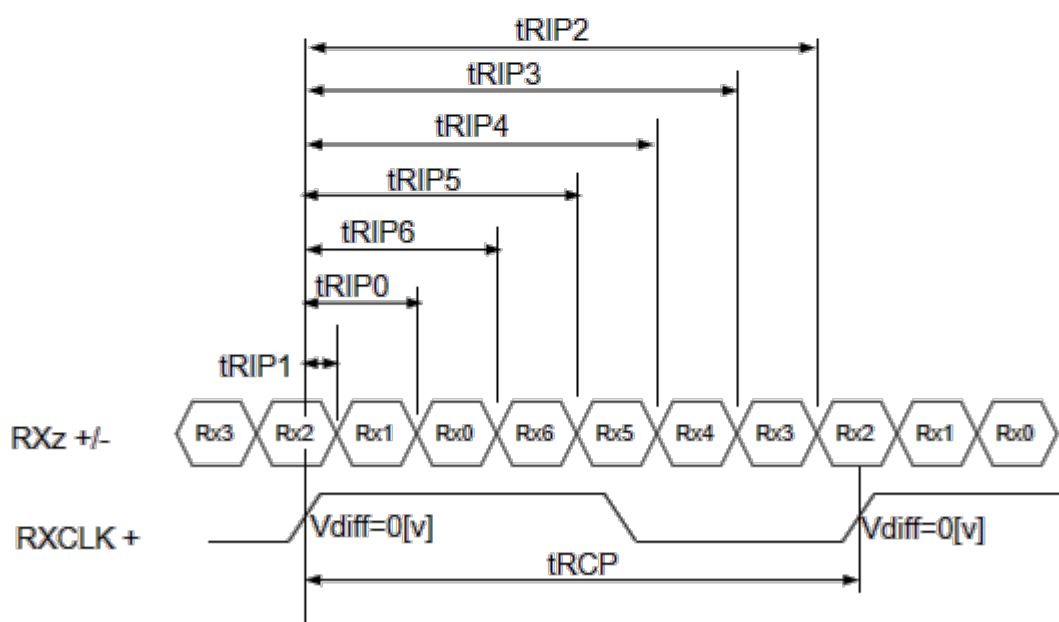 tRIP2
tRIP3
tRIP4
tRIP5
tRIP6
tRIP0
tRIP1
RXz +/- Rx3 Rx2 Rx1 Rx0 Rx6 Rx5 Rx4 Rx3 Rx2 Rx1 Rx0
RXCLK + Vdiff=0[v] Vdiff=0[v]
tRCP